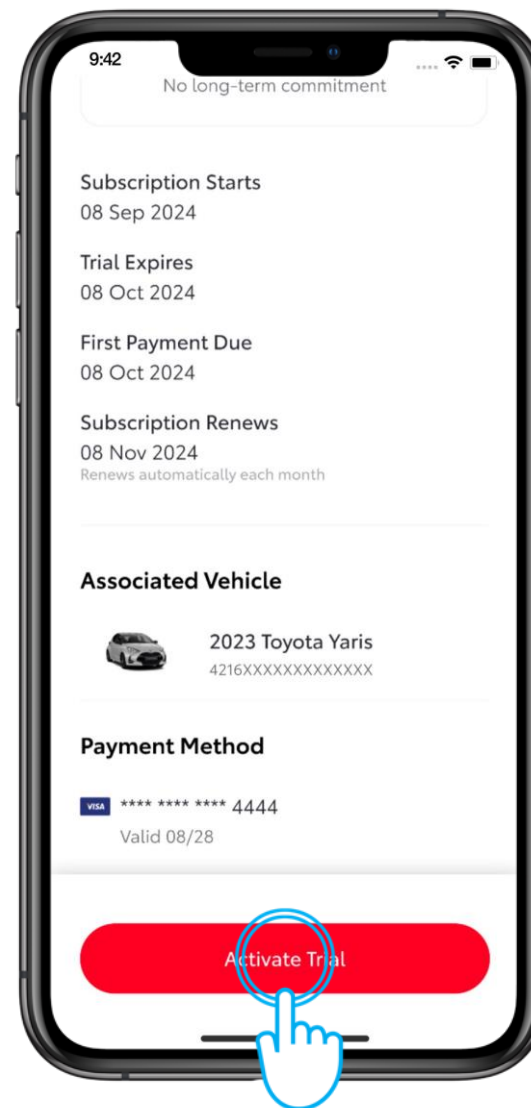 9:42
No long-term commitment
Subscription Starts
08 Sep 2024
Trial Expires
08 Oct 2024
First Payment Due
08 Oct 2024
Subscription Renews
08 Nov 2024
Renews automatically each month
Associated Vehicle
2023 Toyota Yaris
4216XXXXXXXXXXXXX
Payment Method
VISA **** **** **** 4444
Valid 08/28
Activate Trial